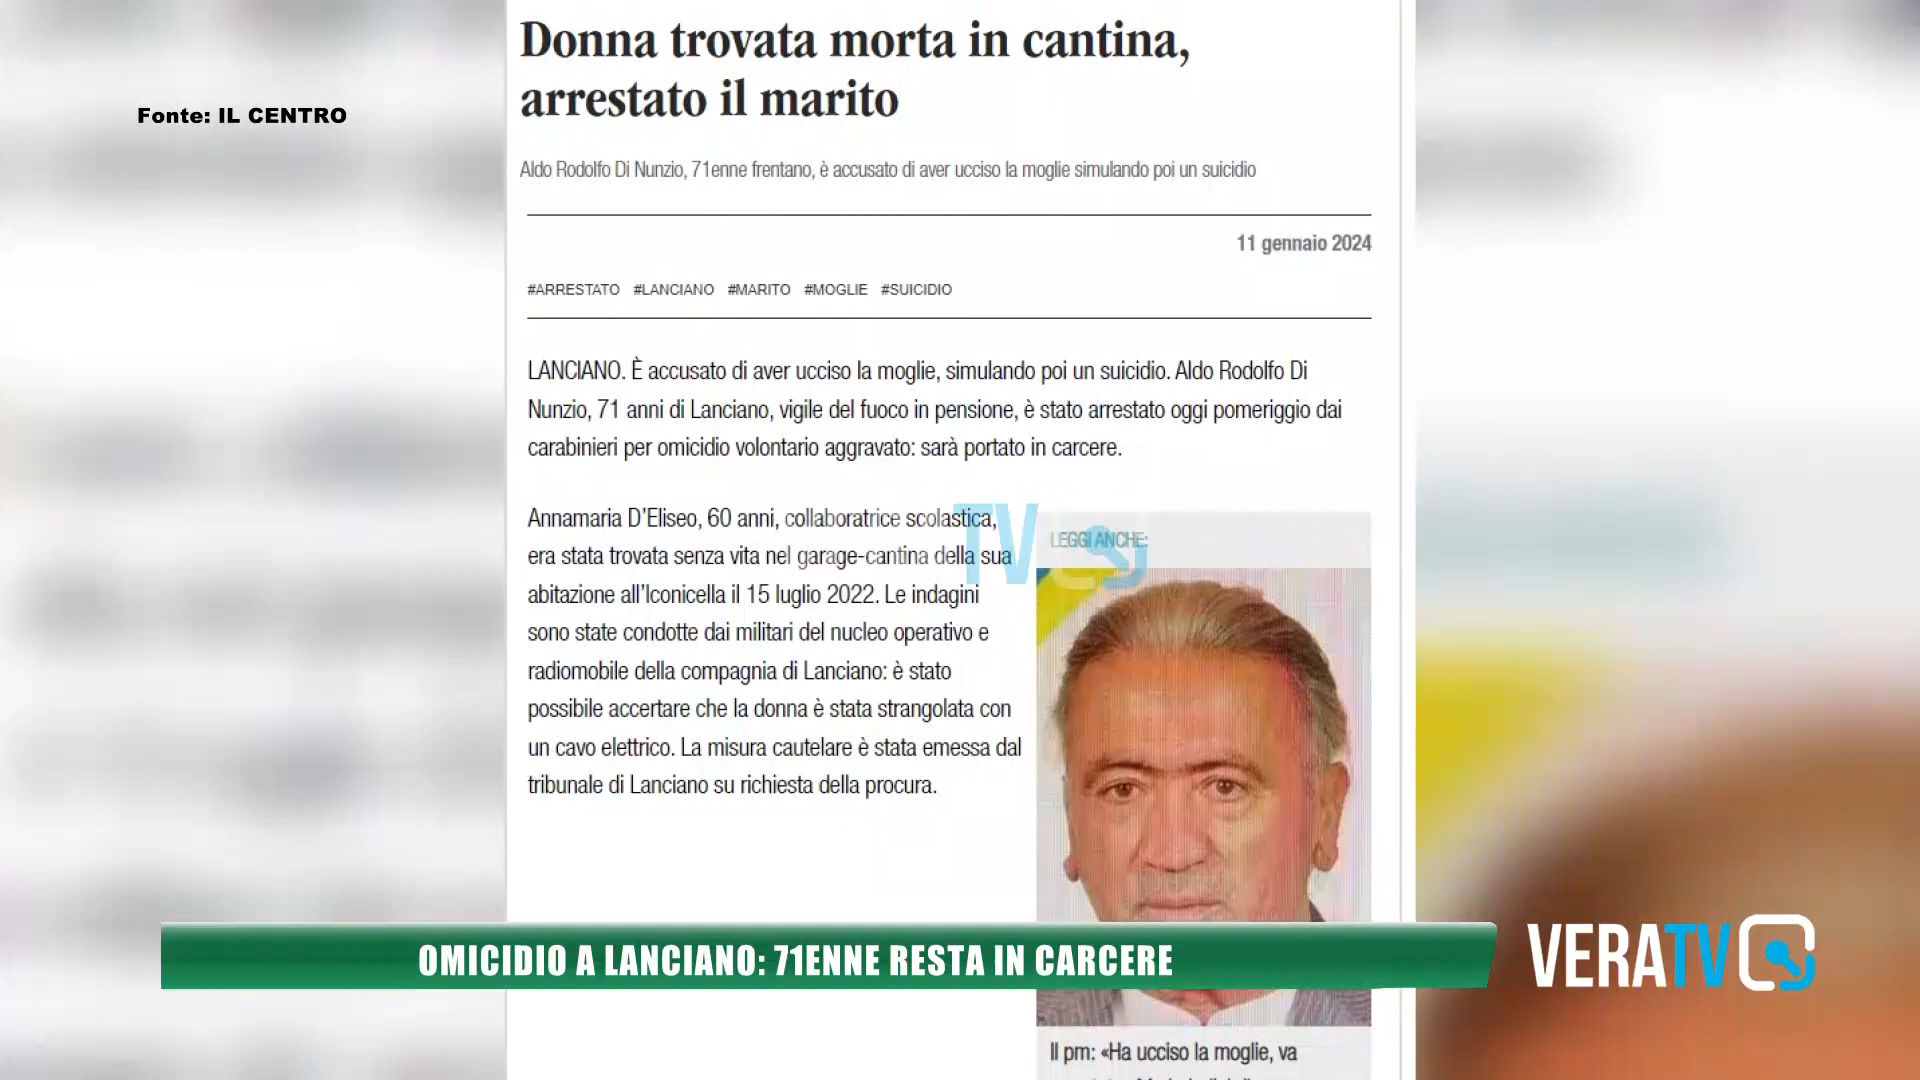 Donna trovata morta in cantina,
arrestato il marito
Fonte: IL CENTRO
Aldo Rodolfo Di Nunzio, 71enne frentano, è accusato di aver ucciso la moglie simulando poi un suicidio
11 gennaio 2024
#ARRESTATO #LANCIANO #MARITO #MOGLIE #SUICIDIO
LANCIANO. È accusato di aver ucciso la moglie, simulando poi un suicidio. Aldo Rodolfo Di
Nunzio, 71 anni di Lanciano, vigile del fuoco in pensione, è stato arrestato oggi pomeriggio dai
carabinieri per omicidio volontario aggravato: sarà portato in carcere.
Annamaria D'Eliseo, 60 anni, collaboratrice scolastica,
era stata trovata senza vita nel garage-cantina della sua
abitazione all'Iconicella il 15 luglio 2022. Le indagini
sono state condotte dai militari del nucleo operativo e
radiomobile della compagnia di Lanciano: è stato
possibile accertare che la donna è stata strangolata con
un cavo elettrico. La misura cautelare è stata emessa dal
tribunale di Lanciano su richiesta della procura.
TV
LEGGI ANCHE:
OMICIDIO A LANCIANO: 71ENNE RESTA IN CARCERE
VERATV
Il pm: «Ha ucciso la moglie, va